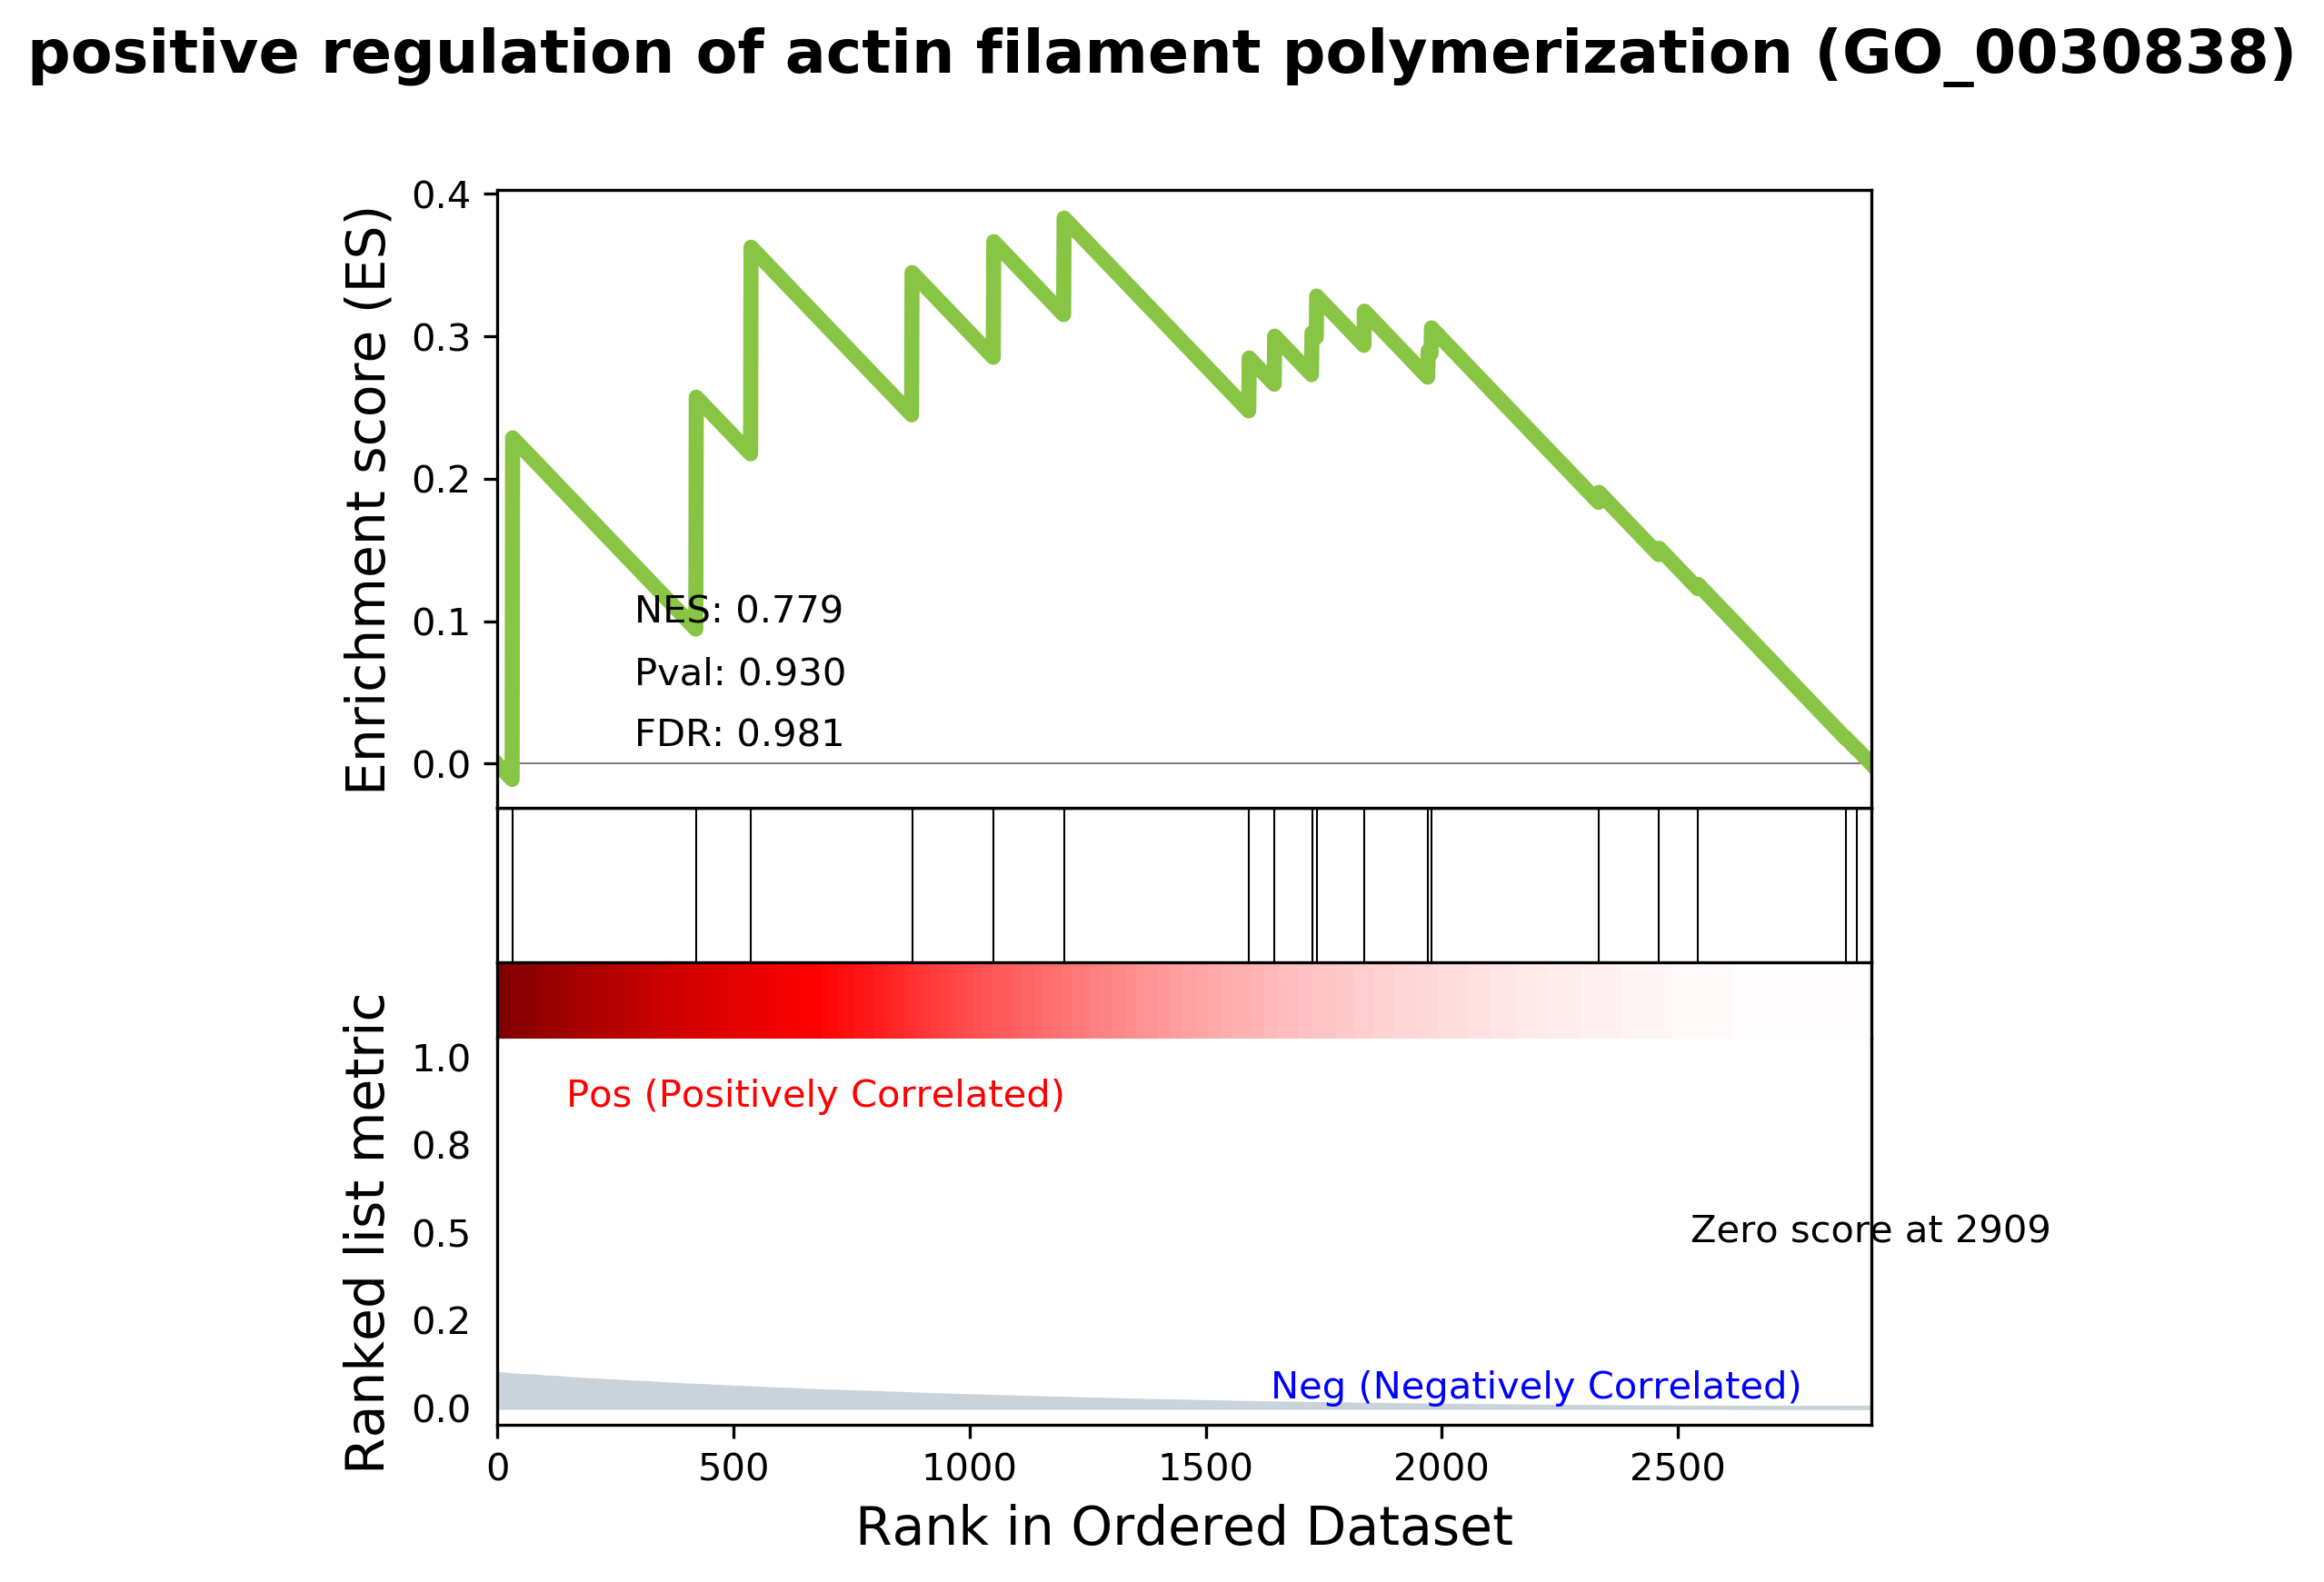 positive regulation of actin filament polymerization (GO_0030838)
Enrichment score (ES)
0.4
0.3
0.2
0.1
0.0
NES: 0.779
Pval: 0.930
FDR: 0.981
Ranked list metric
1.0
0.8
0.5
0.2
0.0
Pos (Positively Correlated)
Zero score at 2909
Neg (Negatively Correlated)
0 500 1000 1500 2000 2500
Rank in Ordered Dataset